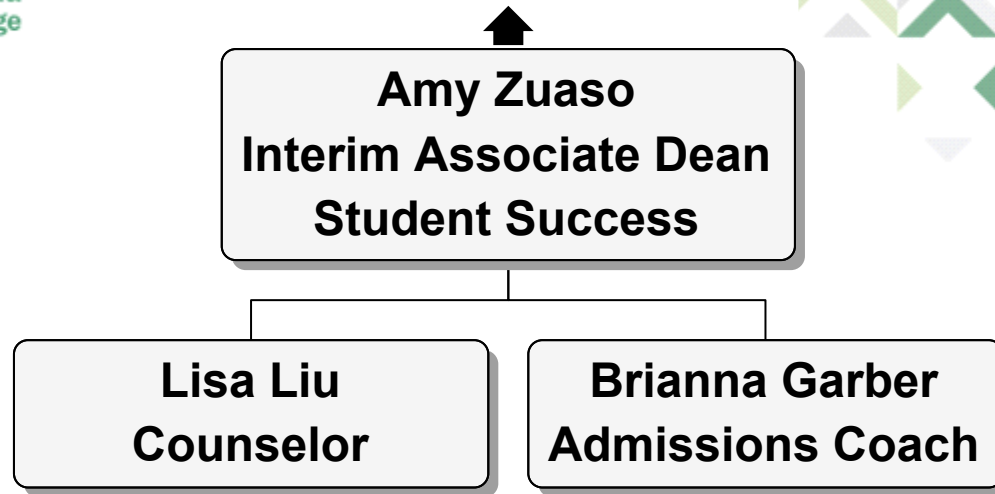 Amy Zuaso
Interim Associate Dean
Student Success
Lisa Liu
Counselor
Brianna Garber
Admissions Coach